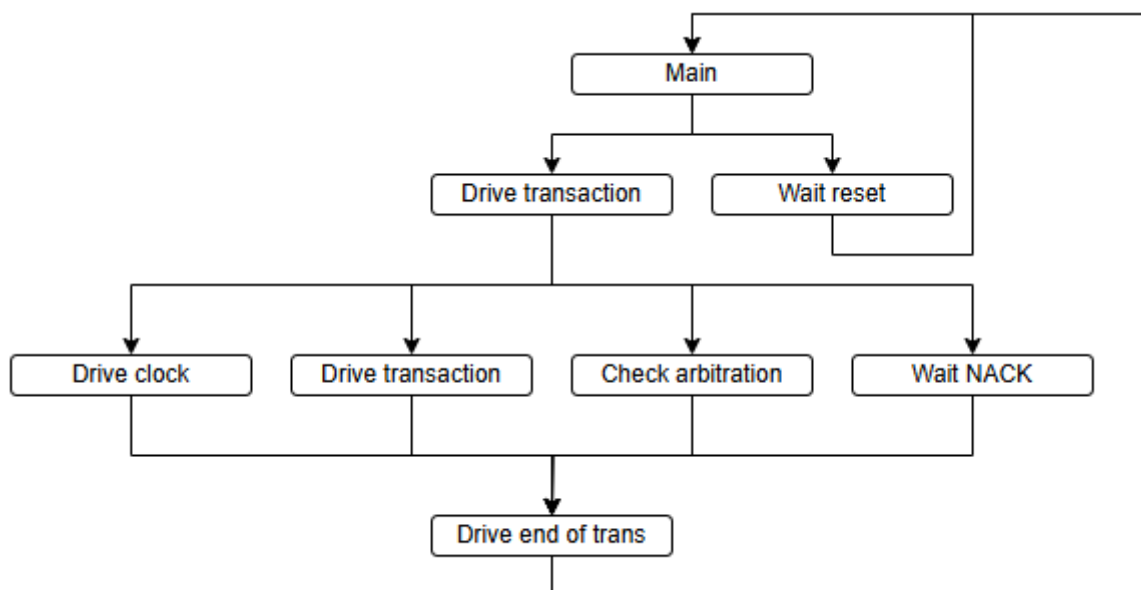 Main
Drive transaction
Wait reset
Drive clock
Drive transaction
Check arbitration
Wait NACK
Drive end of trans